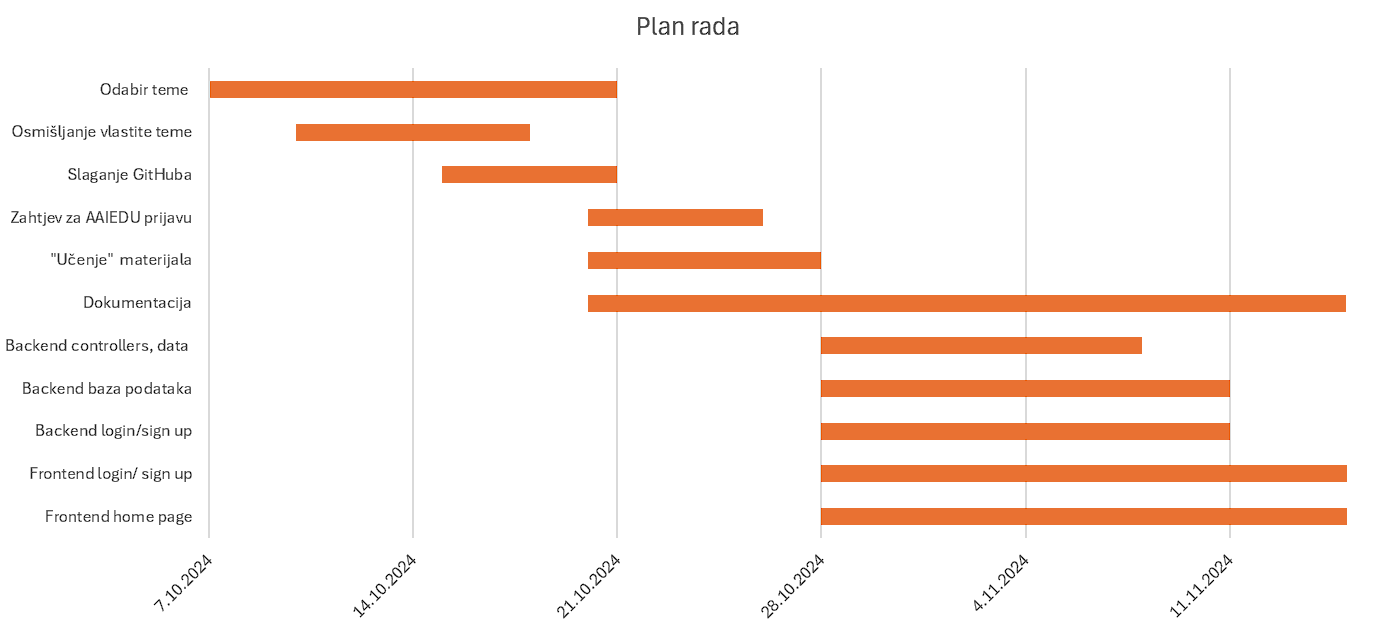 Plan rada
Odabir teme
Osmišljanje vlastite teme
Slaganje GitHuba
Zahtjev za AAIEDU prijavu
"Učenje" materijala
Dokumentacija
Backend controllers, data
Backend baza podataka
Backend login/sign up
Frontend login/ sign up
Frontend home page
7.10.2024
14.10.2024
21.10.2024
28.10.2024
4.11.2024
11.11.2024